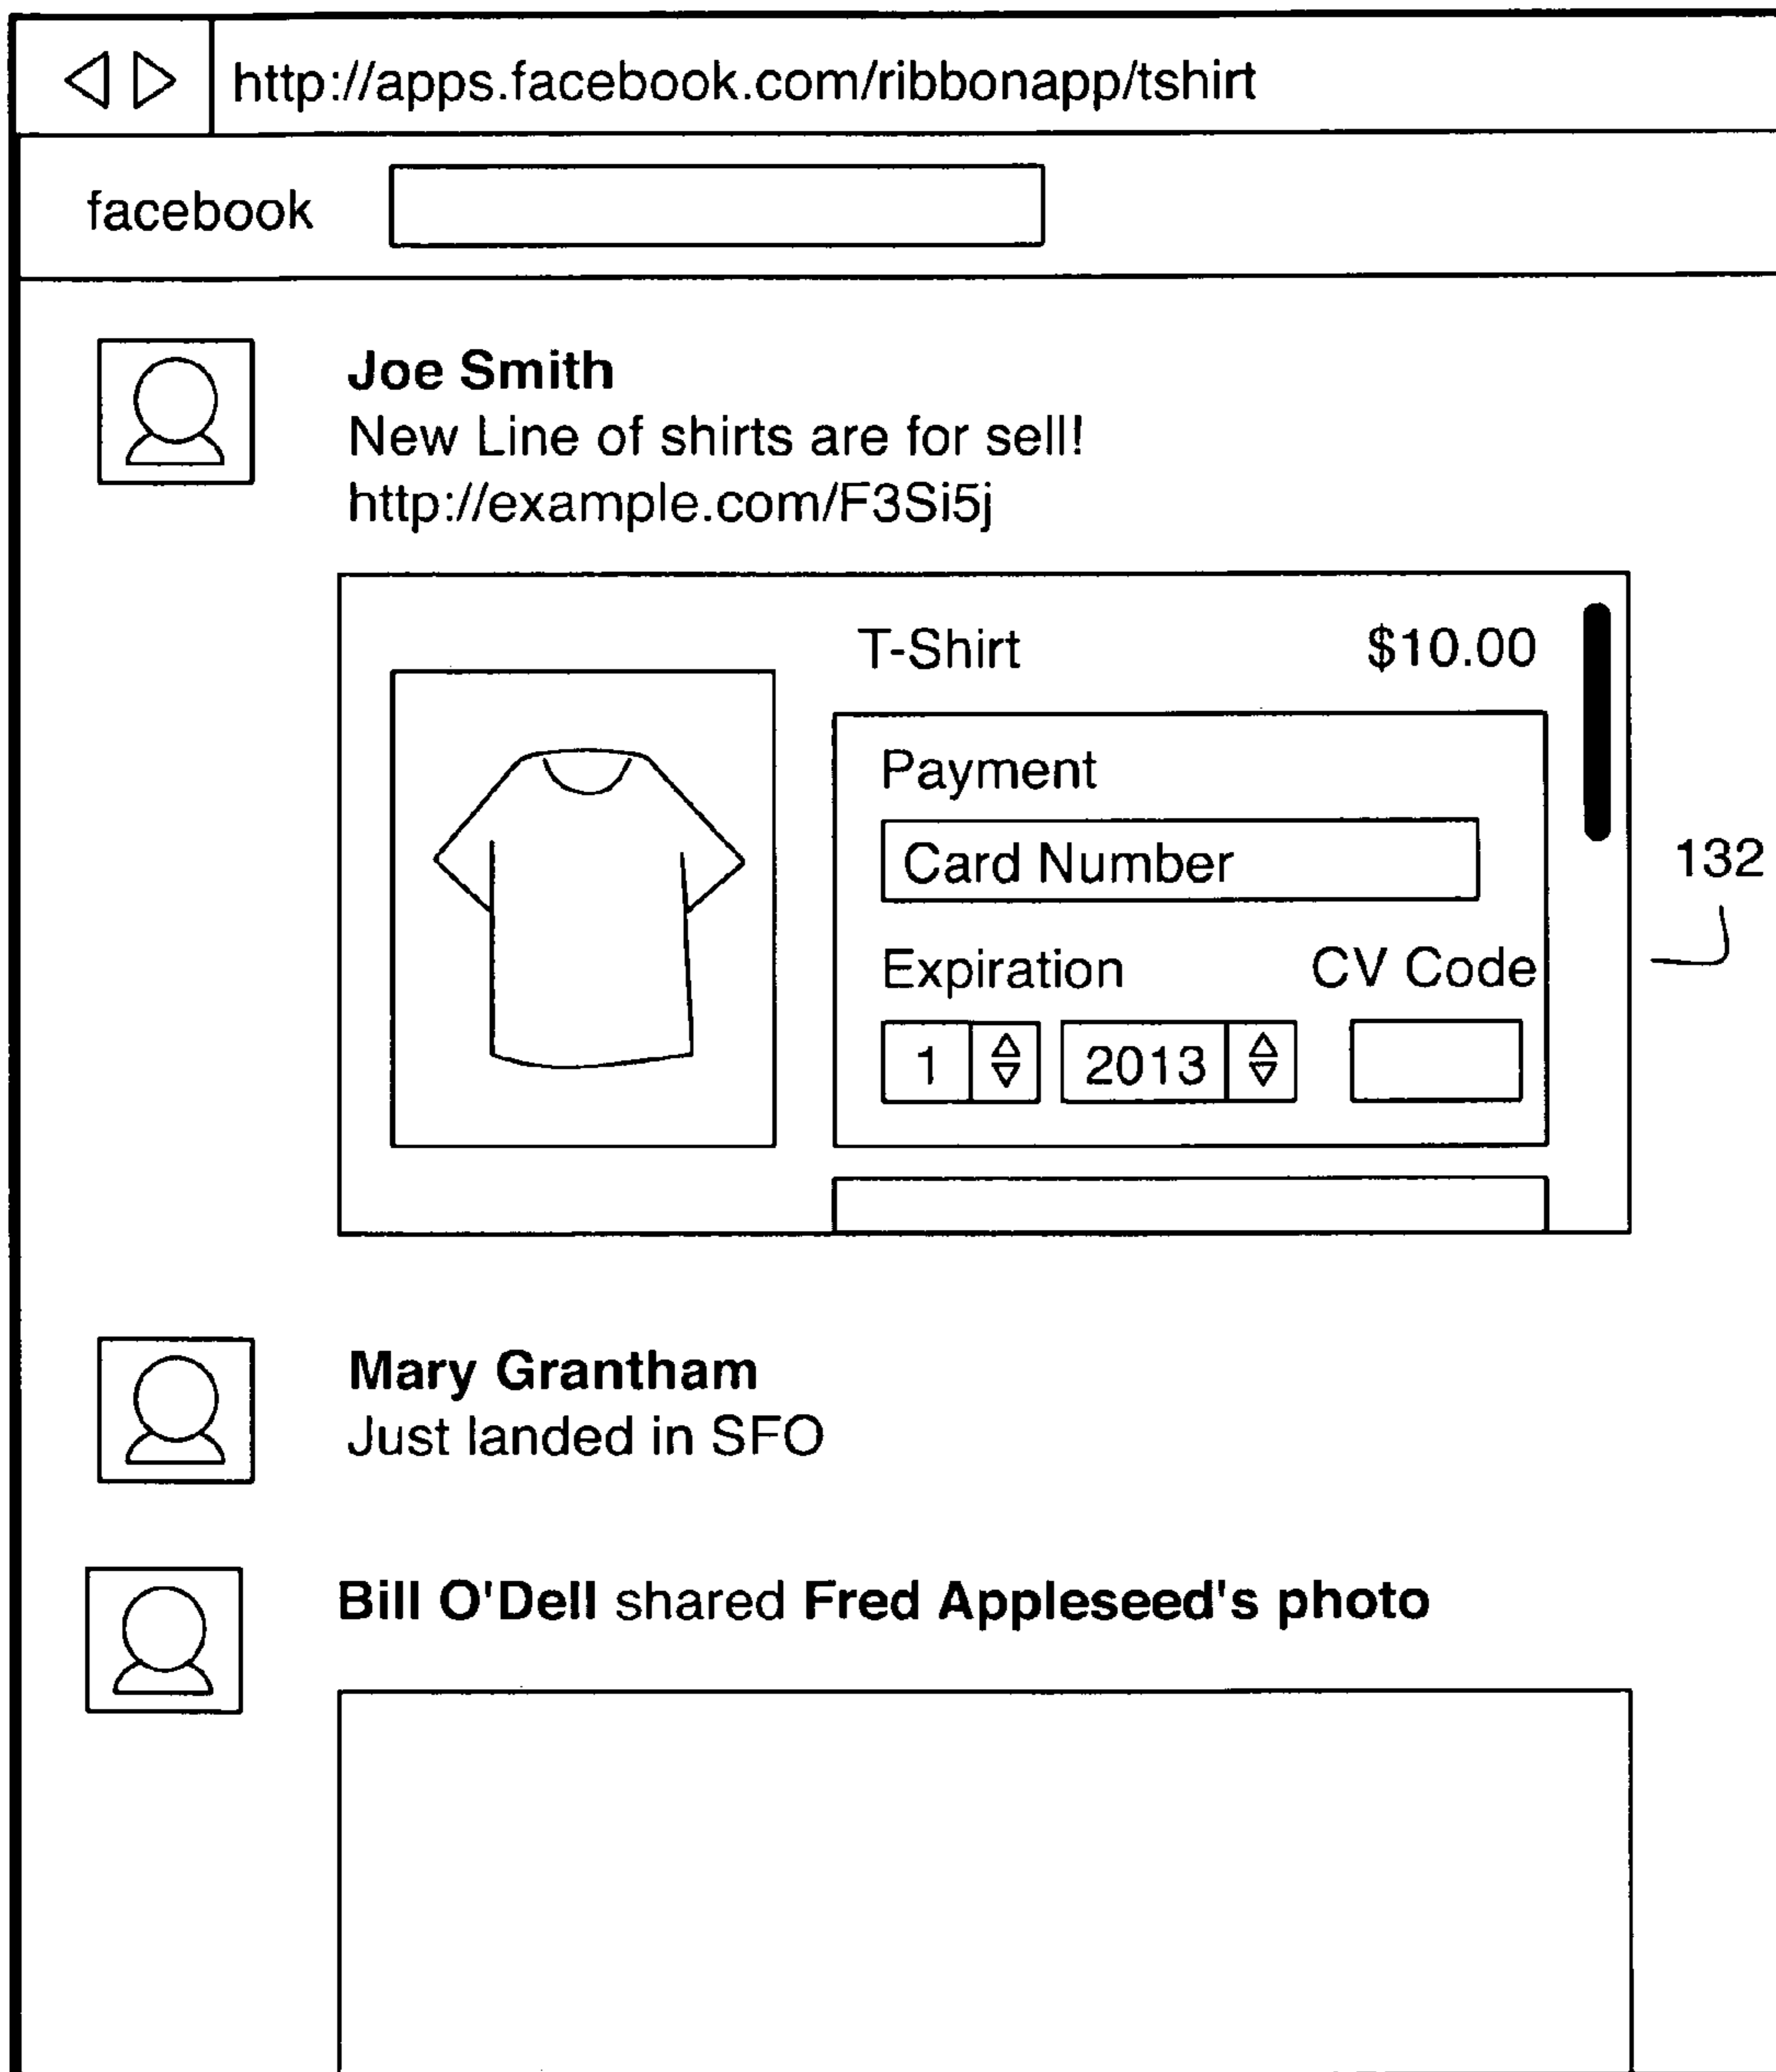 http://apps.facebook.com/ribbonapp/tshirt
facebook
Joe Smith
New Line of shirts are for sell!
http://example.com/F3Si5j
T-Shirt $10.00
Payment
Card Number
132
Expiration CV Code
1 2013
Mary Grantham
Just landed in SFO
Bill O'Dell shared Fred Appleseed's photo